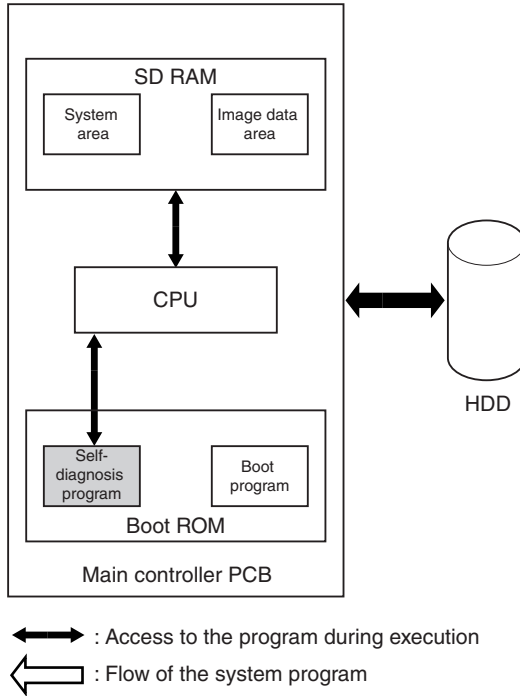 SD RAM
System
area
Image data
area
CPU
HDD
Self-
diagnosis
program
Boot
program
Boot ROM
Main controller PCB
: Access to the program during execution
: Flow of the system program